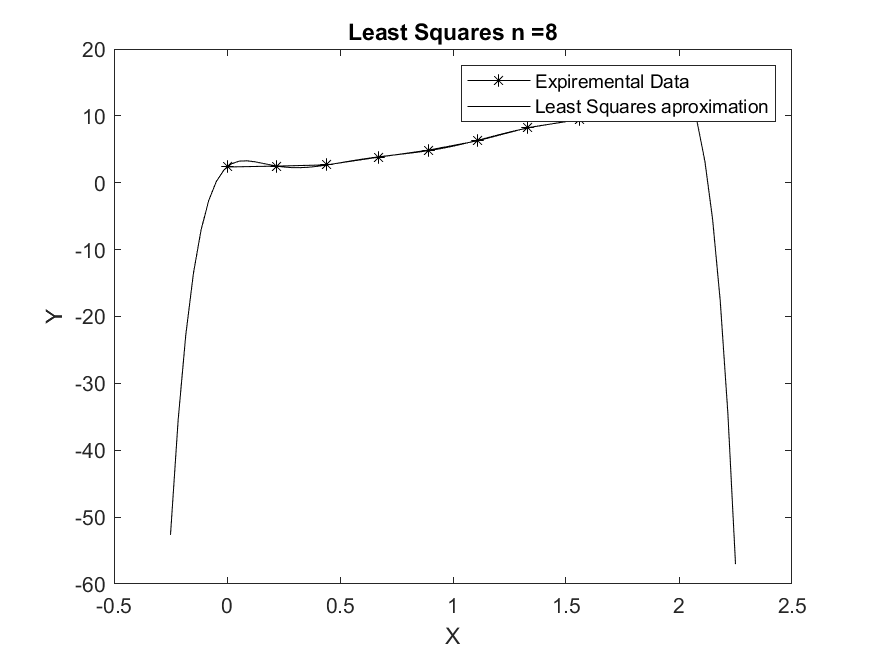 Least Squares n =8
Expiremental Data
Least Squares aproximation
20
10
0
-10
-20
-30
-40
-50
-60
Y
-0.5 0 0.5 1 1.5 2 2.5
X